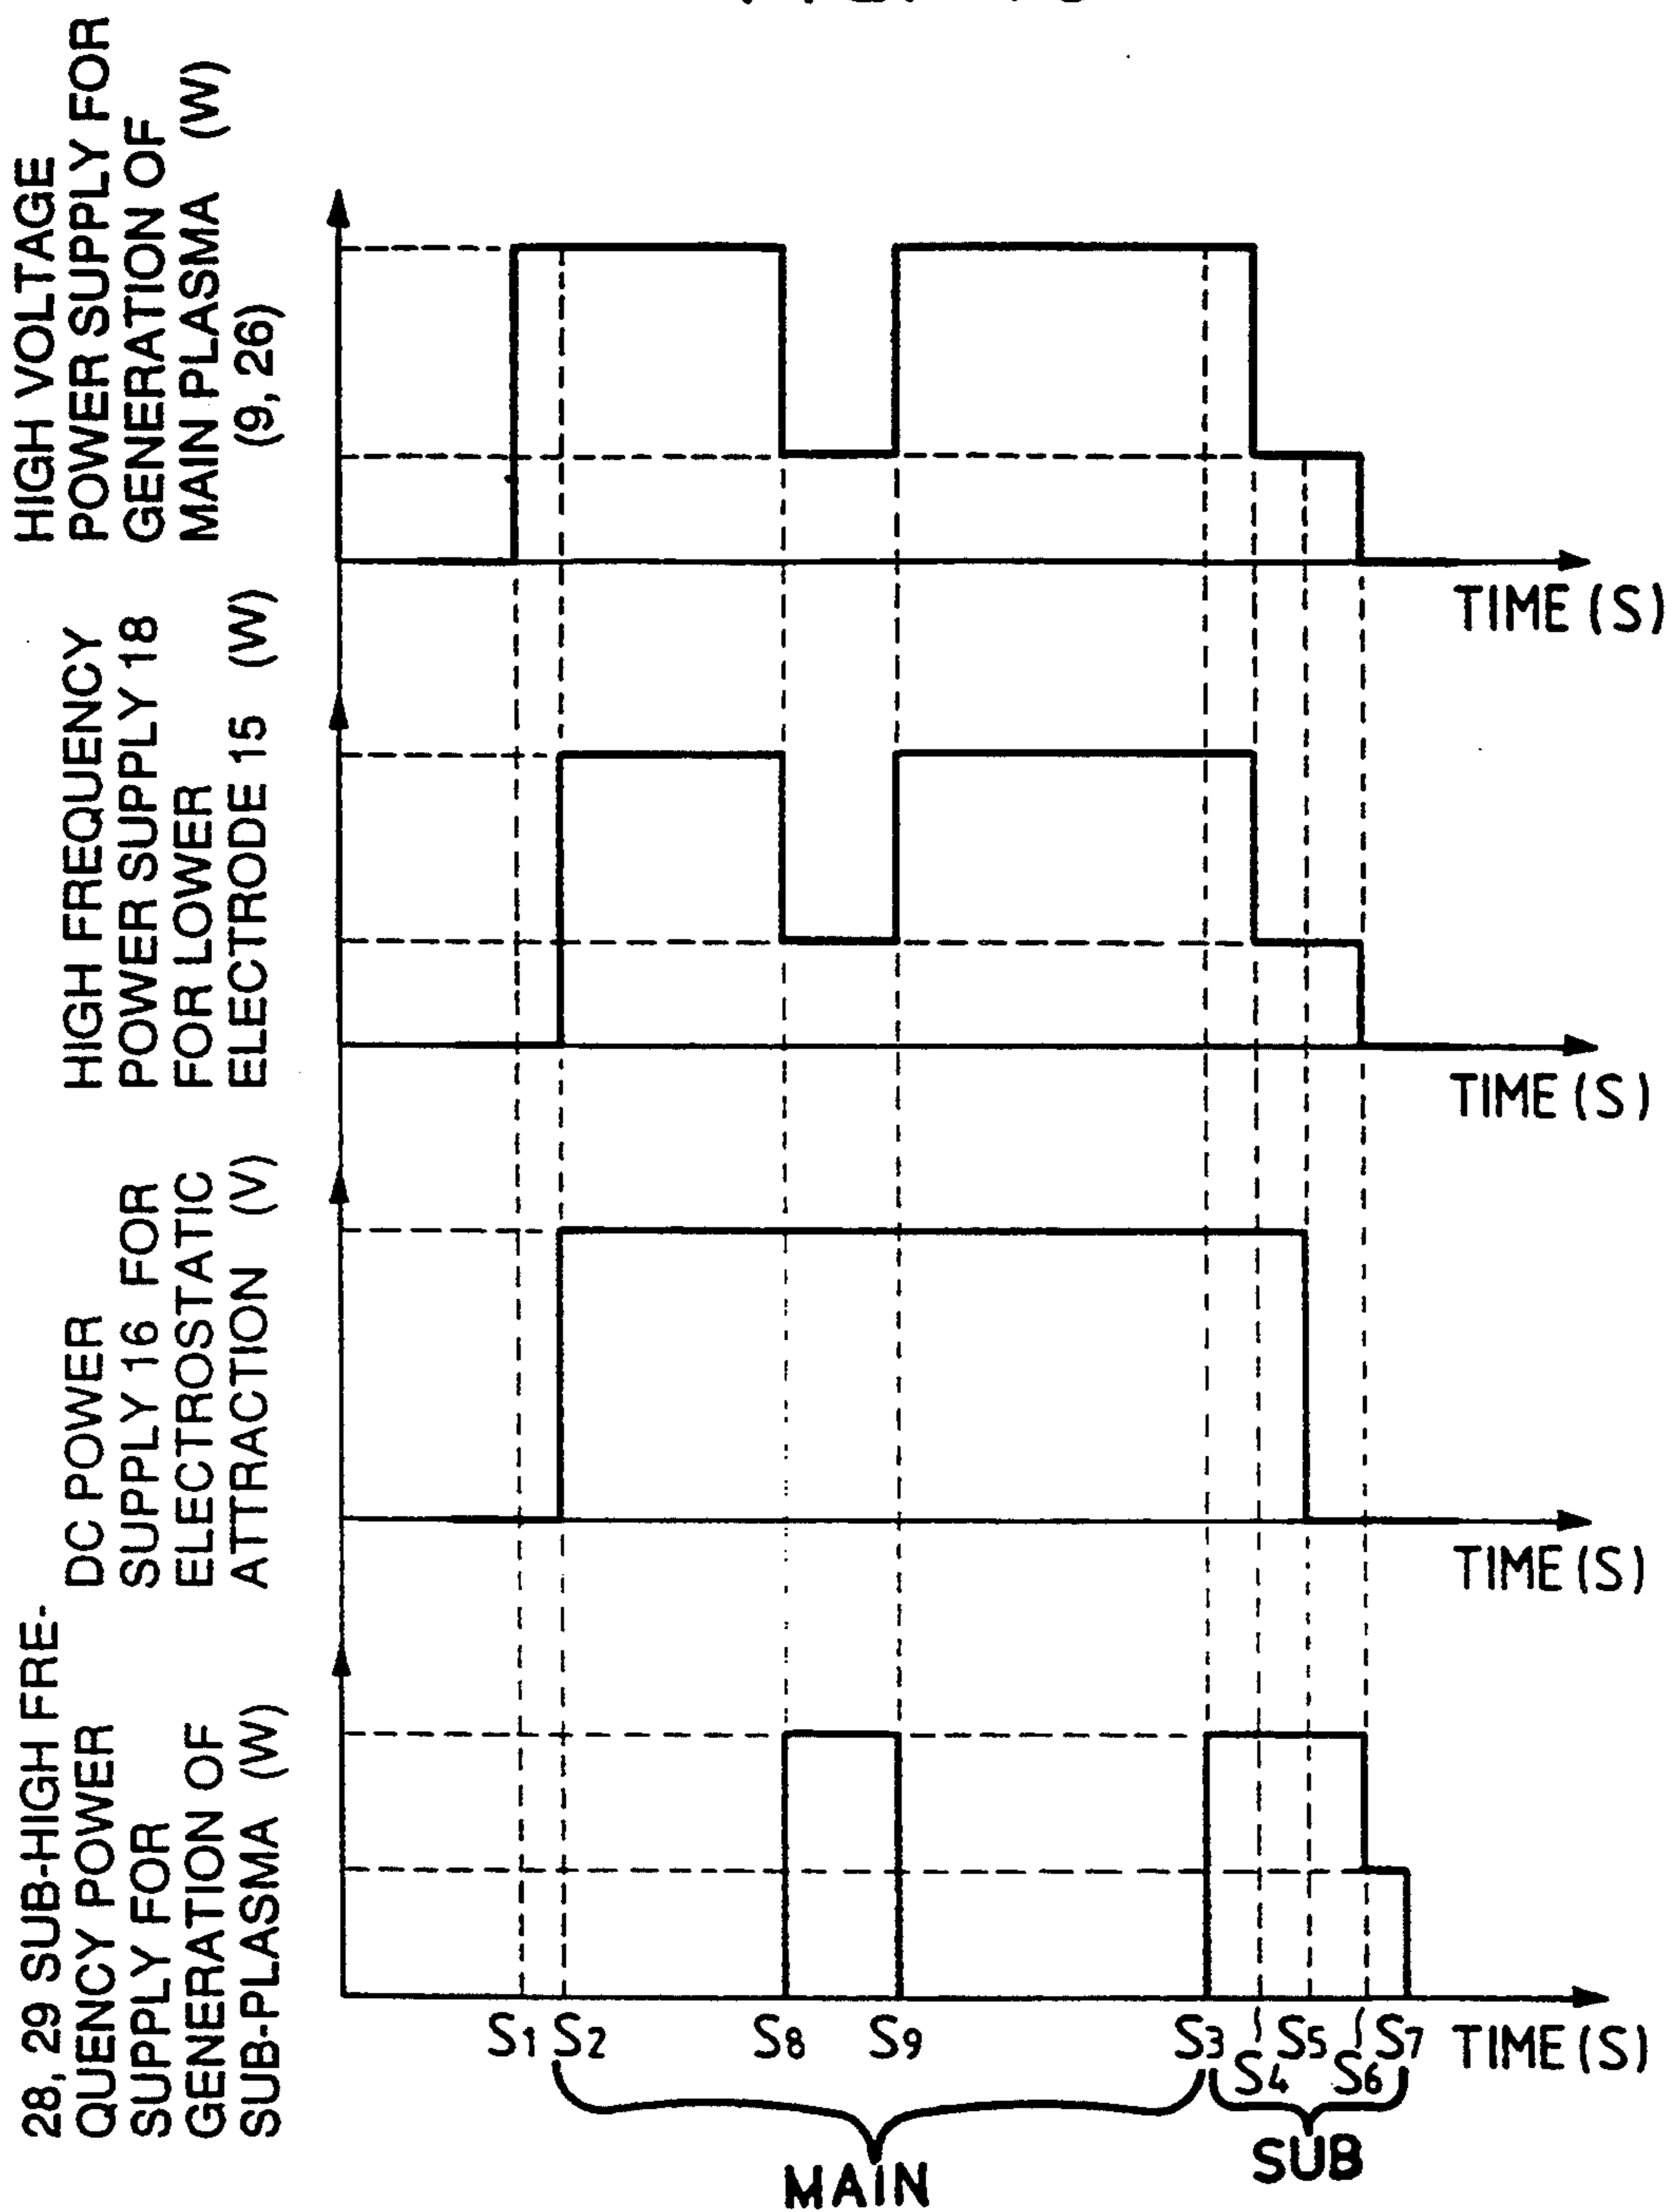 HIGH VOLTAGE
POWER SUPPLY FOR
GENERATION OF
MAIN PLASMA (W)
(9, 26)
TIME (S)
HIGH FREQUENCY
POWER SUPPLY 18
FOR LOWER
ELECTRODE 15 (W)
TIME (S)
DC POWER
SUPPLY 16 FOR
ELECTROSTATIC
ATTRACTION (V)
TIME (S)
28, 29 SUB-HIGH FRE-
QUENCY POWER
SUPPLY FOR
GENERATION OF
SUB-PLASMA (W)
S1 S2 S8 S9 S3 S5 S7 TIME (S)
S4 S6
MAIN
SUB